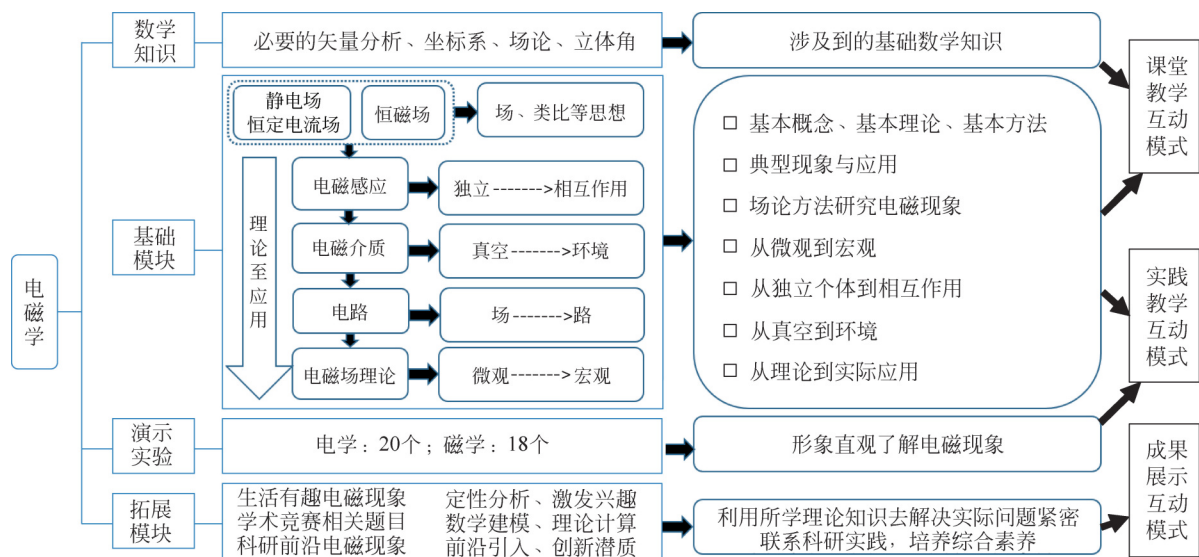 电磁学
数学
知识
必要的矢量分析、坐标系、场论、立体角
涉及到的基础数学知识
基础
模块
理论至应用
静电场
恒定电流场
恒磁场
场、类比等思想
电磁感应
独立------->相互作用
电磁介质
真空------->环境
电路
场------->路
电磁场理论
微观------->宏观
□ 基本概念、基本理论、基本方法
□ 典型现象与应用
□ 场论方法研究电磁现象
□ 从微观到宏观
□ 从独立个体到相互作用
□ 从真空到环境
□ 从理论到实际应用
演示
实验
电学：20个；磁学：18个
形象直观了解电磁现象
拓展
模块
生活有趣电磁现象 定性分析、激发兴趣
学术竞赛相关题目 数学建模、理论计算
科研前沿电磁现象 前沿引入、创新潜质
利用所学理论知识去解决实际问题紧密
联系科研实践，培养综合素养
课堂
教学
互动
模式
实践
教学
互动
模式
成果
展示
互动
模式